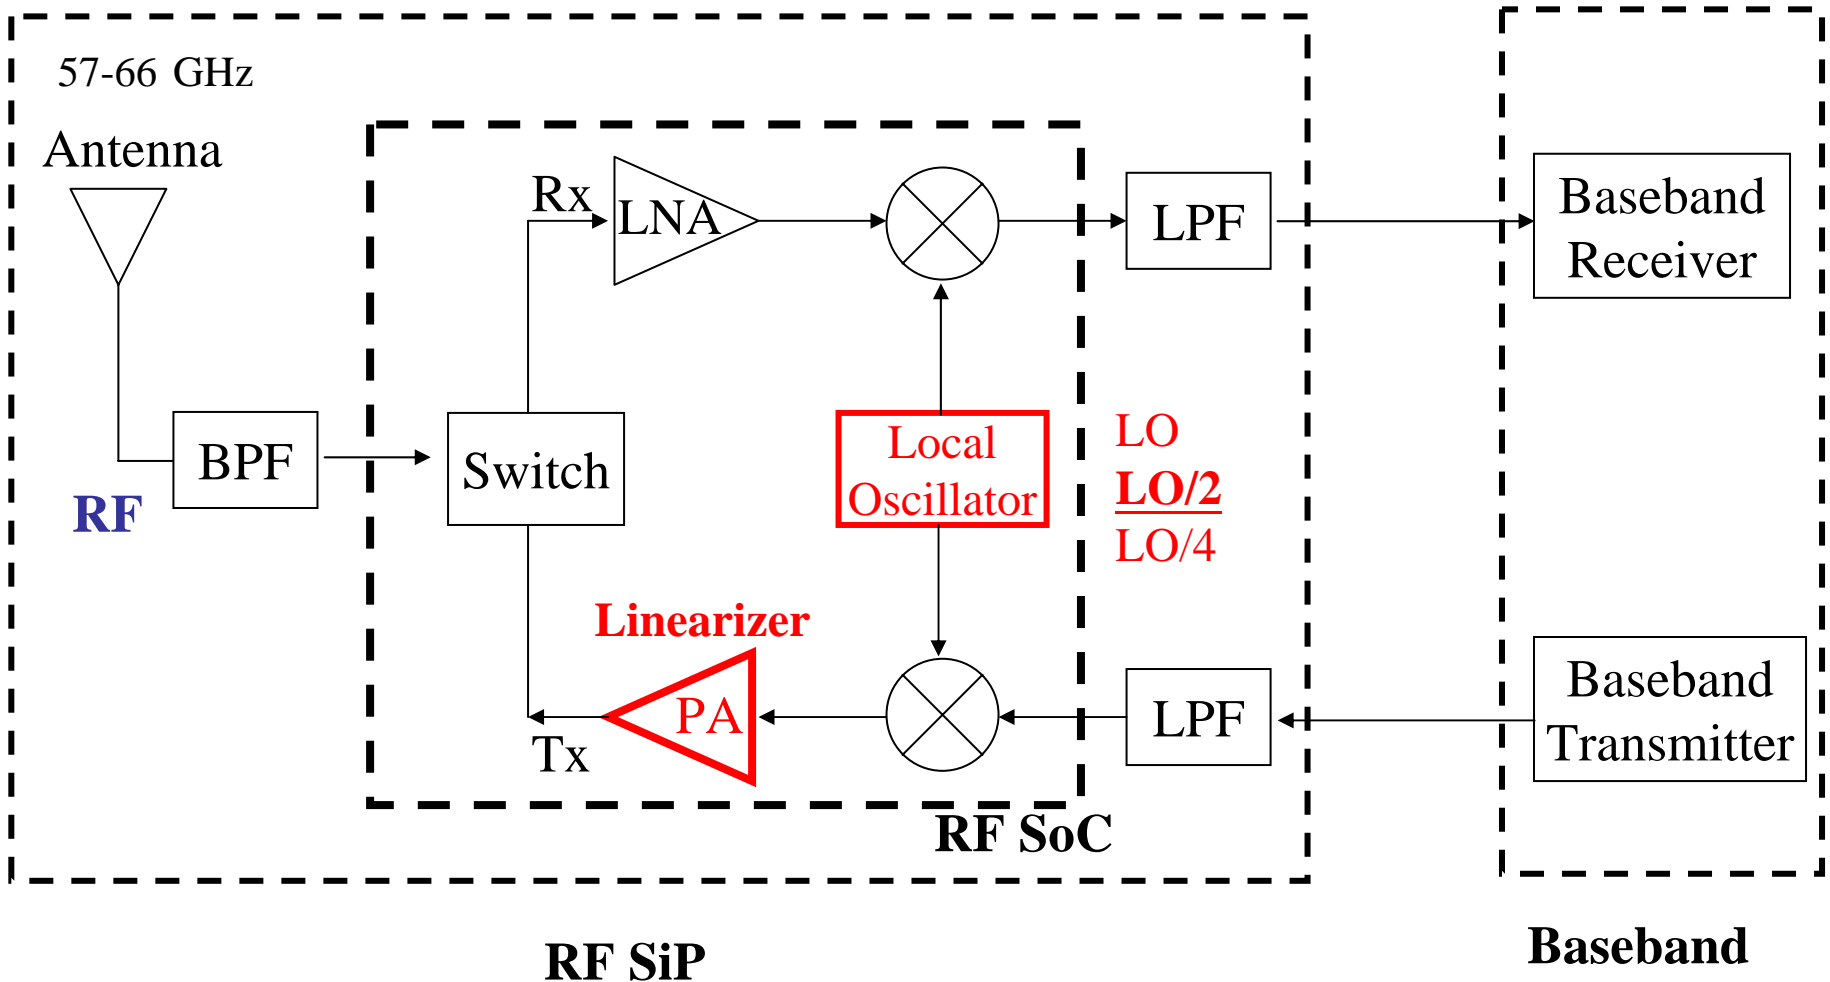 57-66 GHz
Antenna
Rx
LNA
LPF
Baseband
Receiver
BPF
RF
Switch
Local
Oscillator
LO
LO/2
LO/4
Linearizer
PA
Tx
LPF
Baseband
Transmitter
RF SoC
RF SiP
Baseband